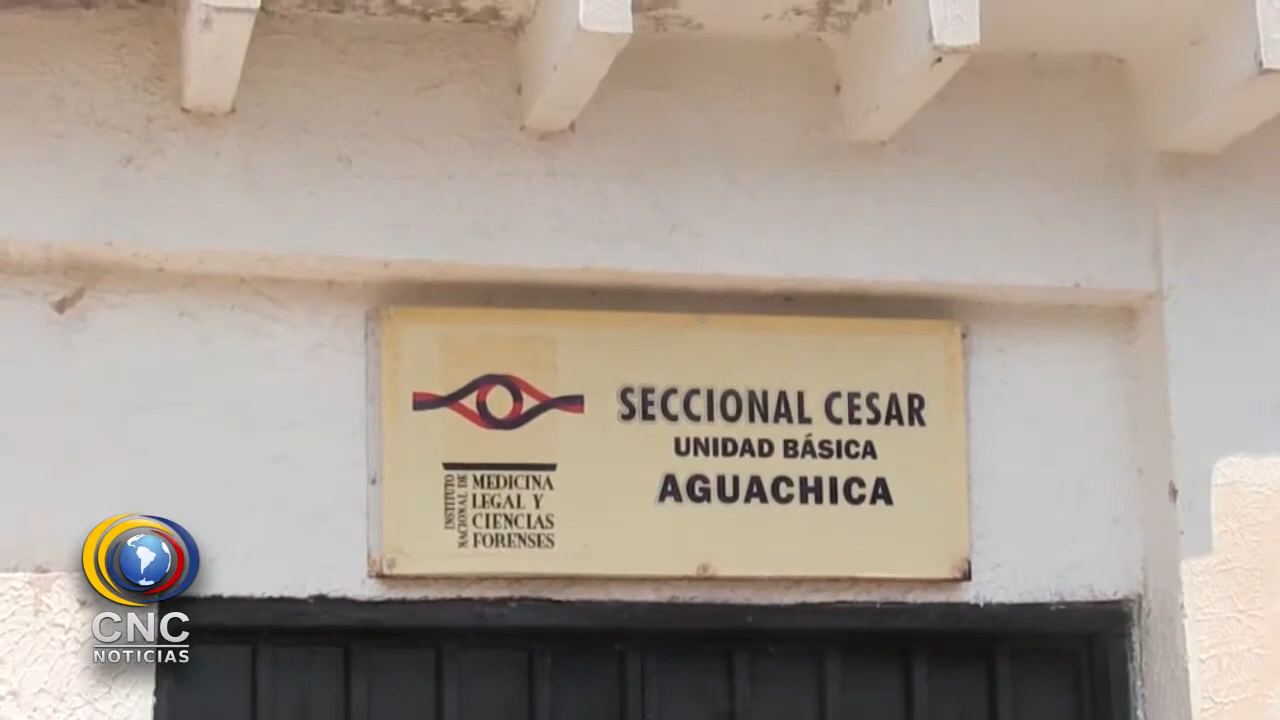 SECCIONAL CESAR
UNIDAD BÁSICA
AGUACHICA
INSTITUTO
NACIONAL DE
MEDICINA
LEGAL Y
CIENCIAS
FORENSES
CNC
NOTICIAS